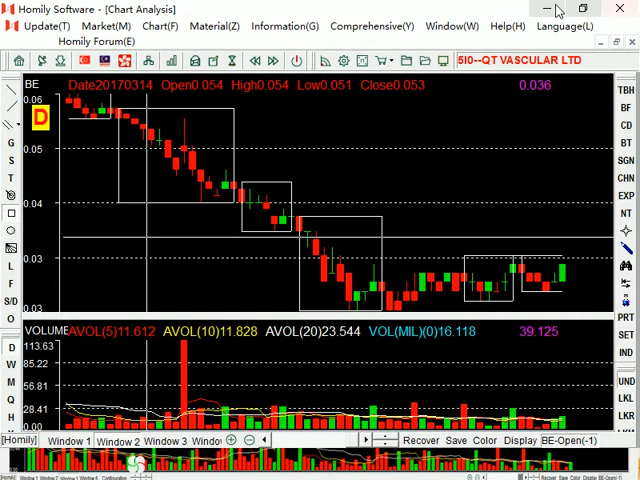 Homily Software - [Chart Analysis]
Update(T) Market(M) Chart(F) Material(Z) Information(G) Comprehensive(Y) Window(W) Help(H) Language(L)
Homily Forum(E)
5I0--QT VASCULAR LTD
BE Date20170314 Open0.054 High0.054 Low0.051 Close0.053 0.036
D
0.06
0.05
0.04
0.03
0.03
VOLUME AVOL(5)11.612 AVOL(10)11.828 AVOL(20)23.544 VOL(MIL)(0)16.118 39.125
113.63
85.22
56.81
28.41
0.00
G
S
T
L
F
S/D
O
D
W
M
Q
H
TBH
BF
CD
BT
SGN
CHN
EXP
NT
PRT
SET
IND
UND
LKL
LKR
[Homily] Window 1 Window 2 Window 3 Recover Save Color Display BE-Open(-1)